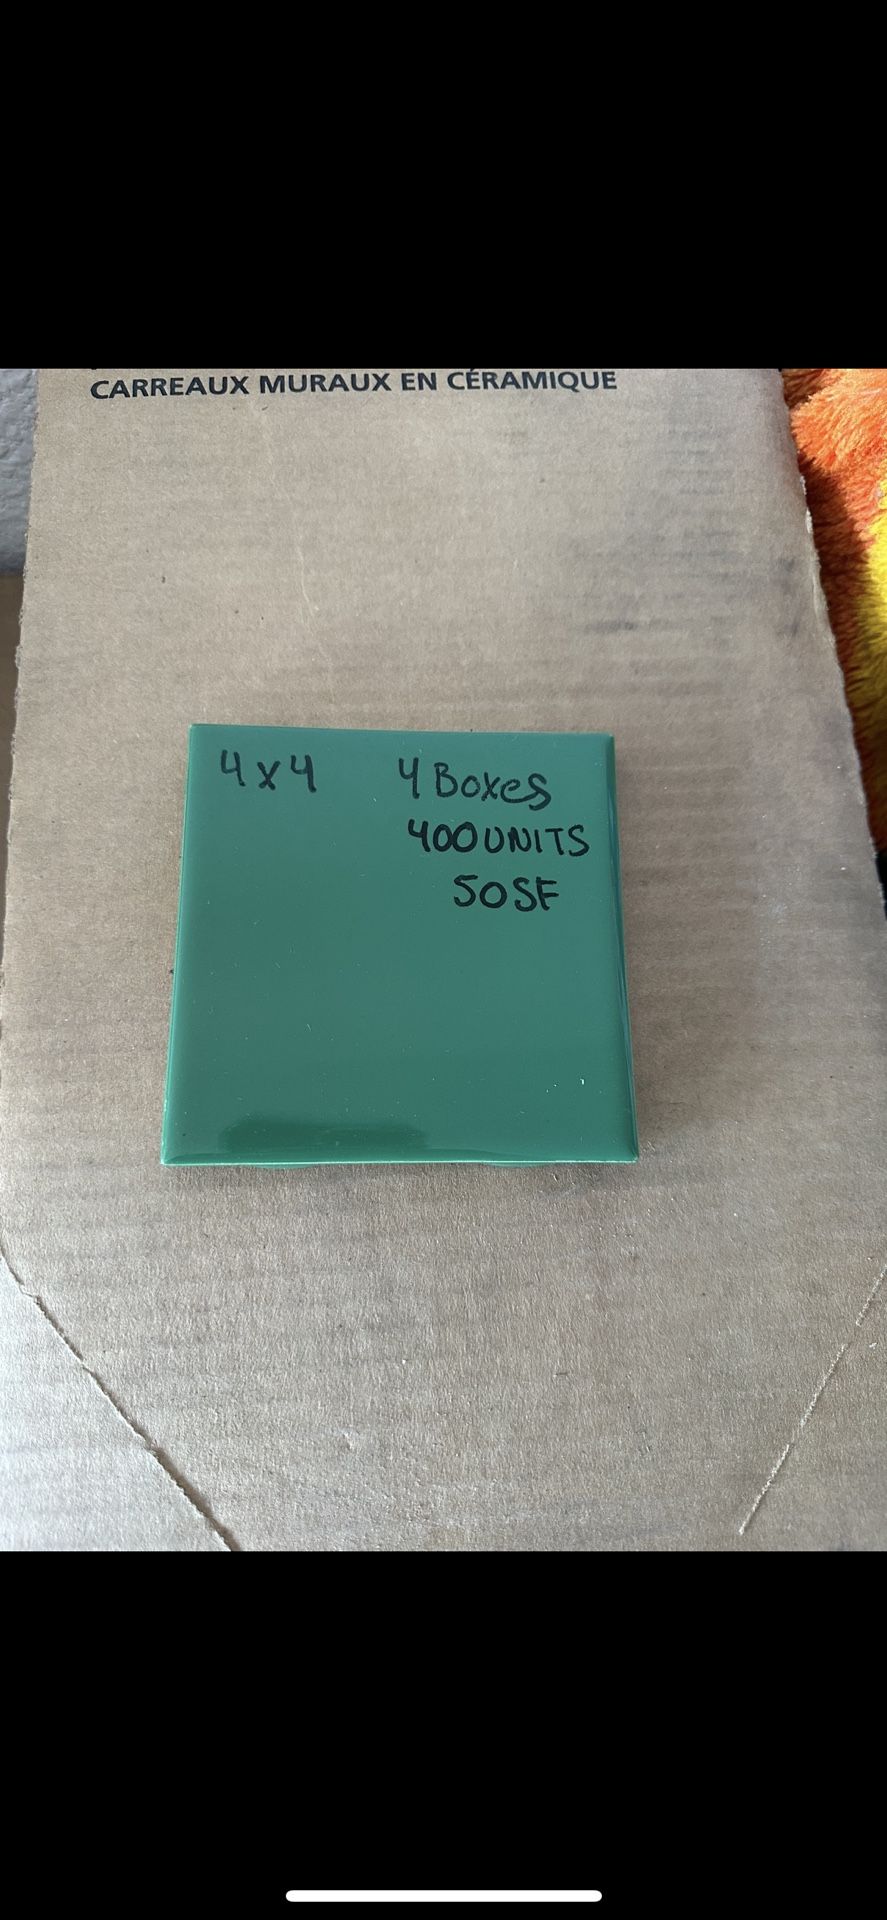 CARREAUX MURAUX EN CÉRAMIQUE
4x4 4 Boxes
400 UNITS
50SF